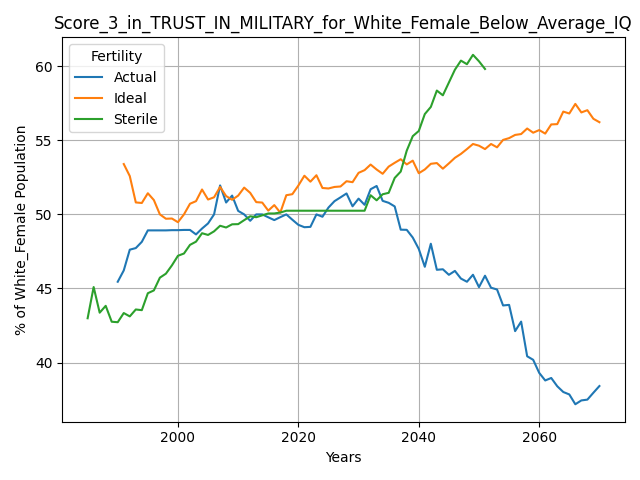 Score_3_in_TRUST_IN_MILITARY_for_White_Female_Below_Average_IQ
Fertility
Actual
Ideal
Sterile
% of White_Female Population
60
55
50
45
40
2000
2020
2040
2060
Years